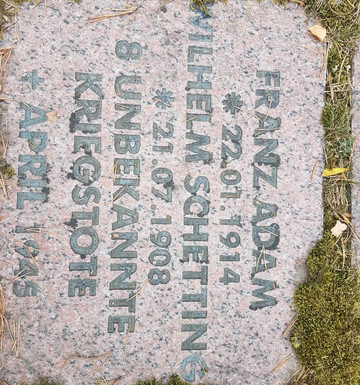 FRANZ ADAM
* 22.01.1914
WILHELM SCHETTING
* 21.07.1908
8 UNBEKANNTE
KRIEGSTOTE
* APRIL 1945